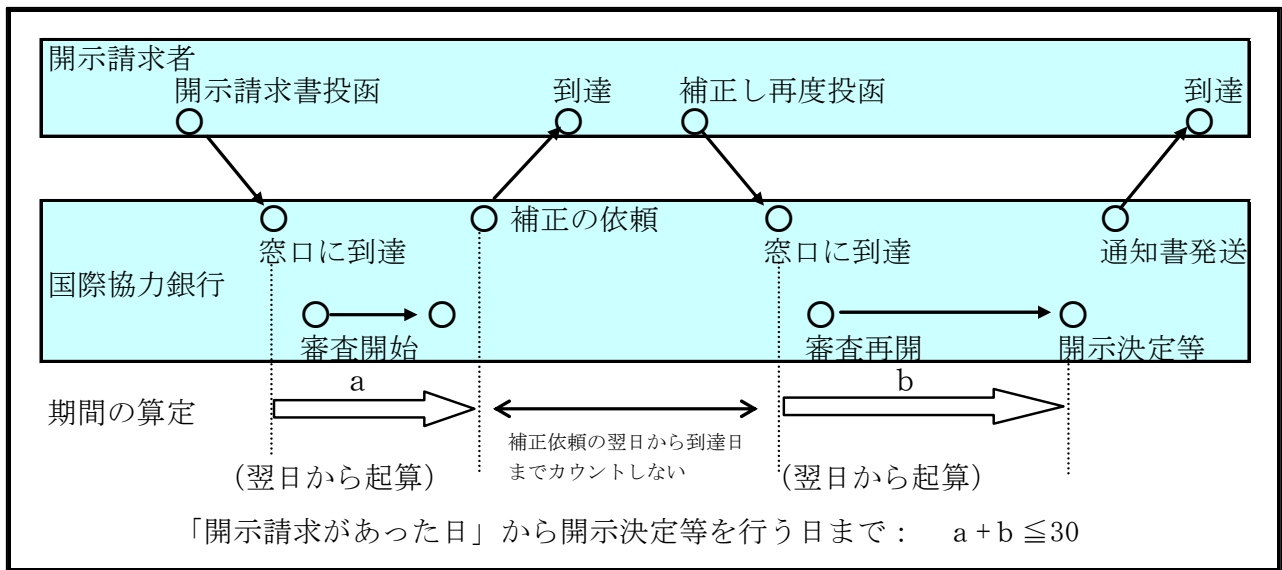 開示請求者
開示請求書投函 到達 補正し再度投函 到達
補正の依頼
窓口に到達 窓口に到達 通知書発送
国際協力銀行
審査開始 審査再開 開示決定等
a b
期間の算定
補正依頼の翌日から到達日
までカウントしない
(翌日から起算) (翌日から起算)
「開示請求があった日」から開示決定等を行う日まで： a+b≦30